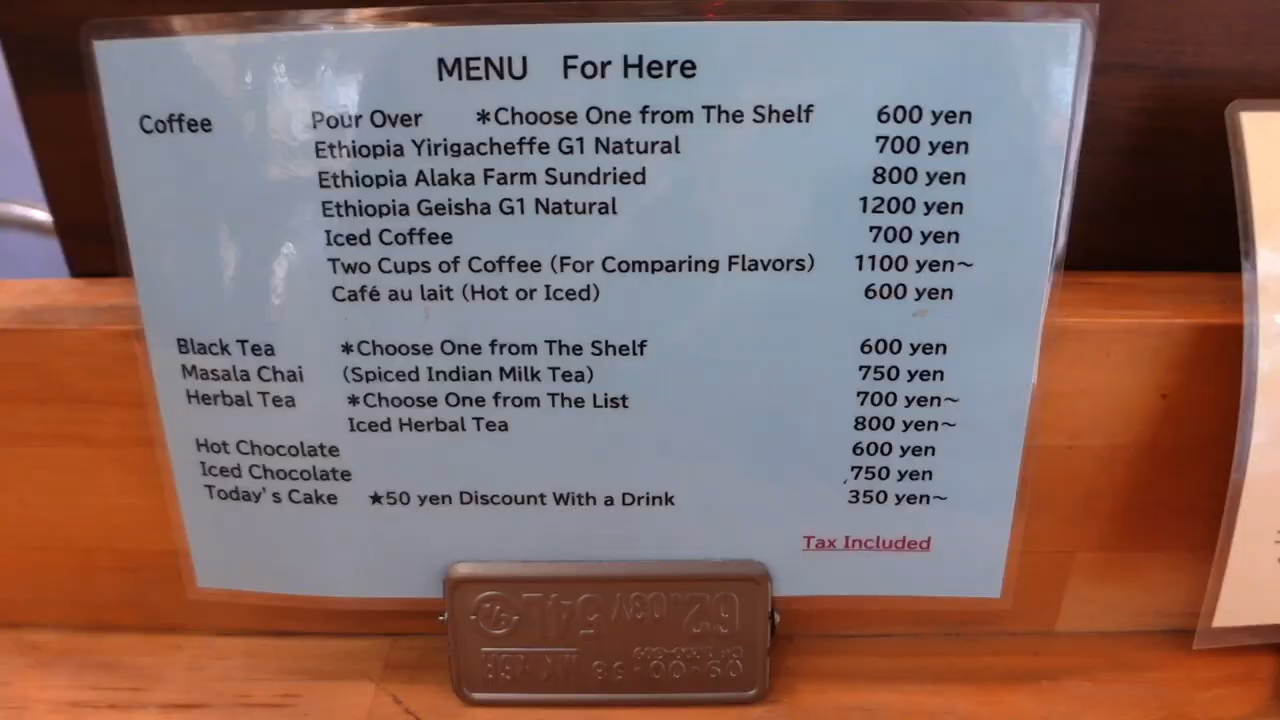 MENU For Here
Coffee Pour Over *Choose One from The Shelf 600 yen
Ethiopia Yirigacheffe G1 Natural 700 yen
Ethiopia Alaka Farm Sundried 800 yen
Ethiopia Geisha G1 Natural 1200 yen
Iced Coffee 700 yen
Two Cups of Coffee (For Comparing Flavors) 1100 yen~
Café au lait (Hot or Iced) 600 yen
Black Tea *Choose One from The Shelf 600 yen
Masala Chai (Spiced Indian Milk Tea) 750 yen
Herbal Tea *Choose One from The List 700 yen~
Iced Herbal Tea 800 yen~
Hot Chocolate 600 yen
Iced Chocolate 750 yen
Today's Cake ★50 yen Discount With a Drink 350 yen~
Tax Included